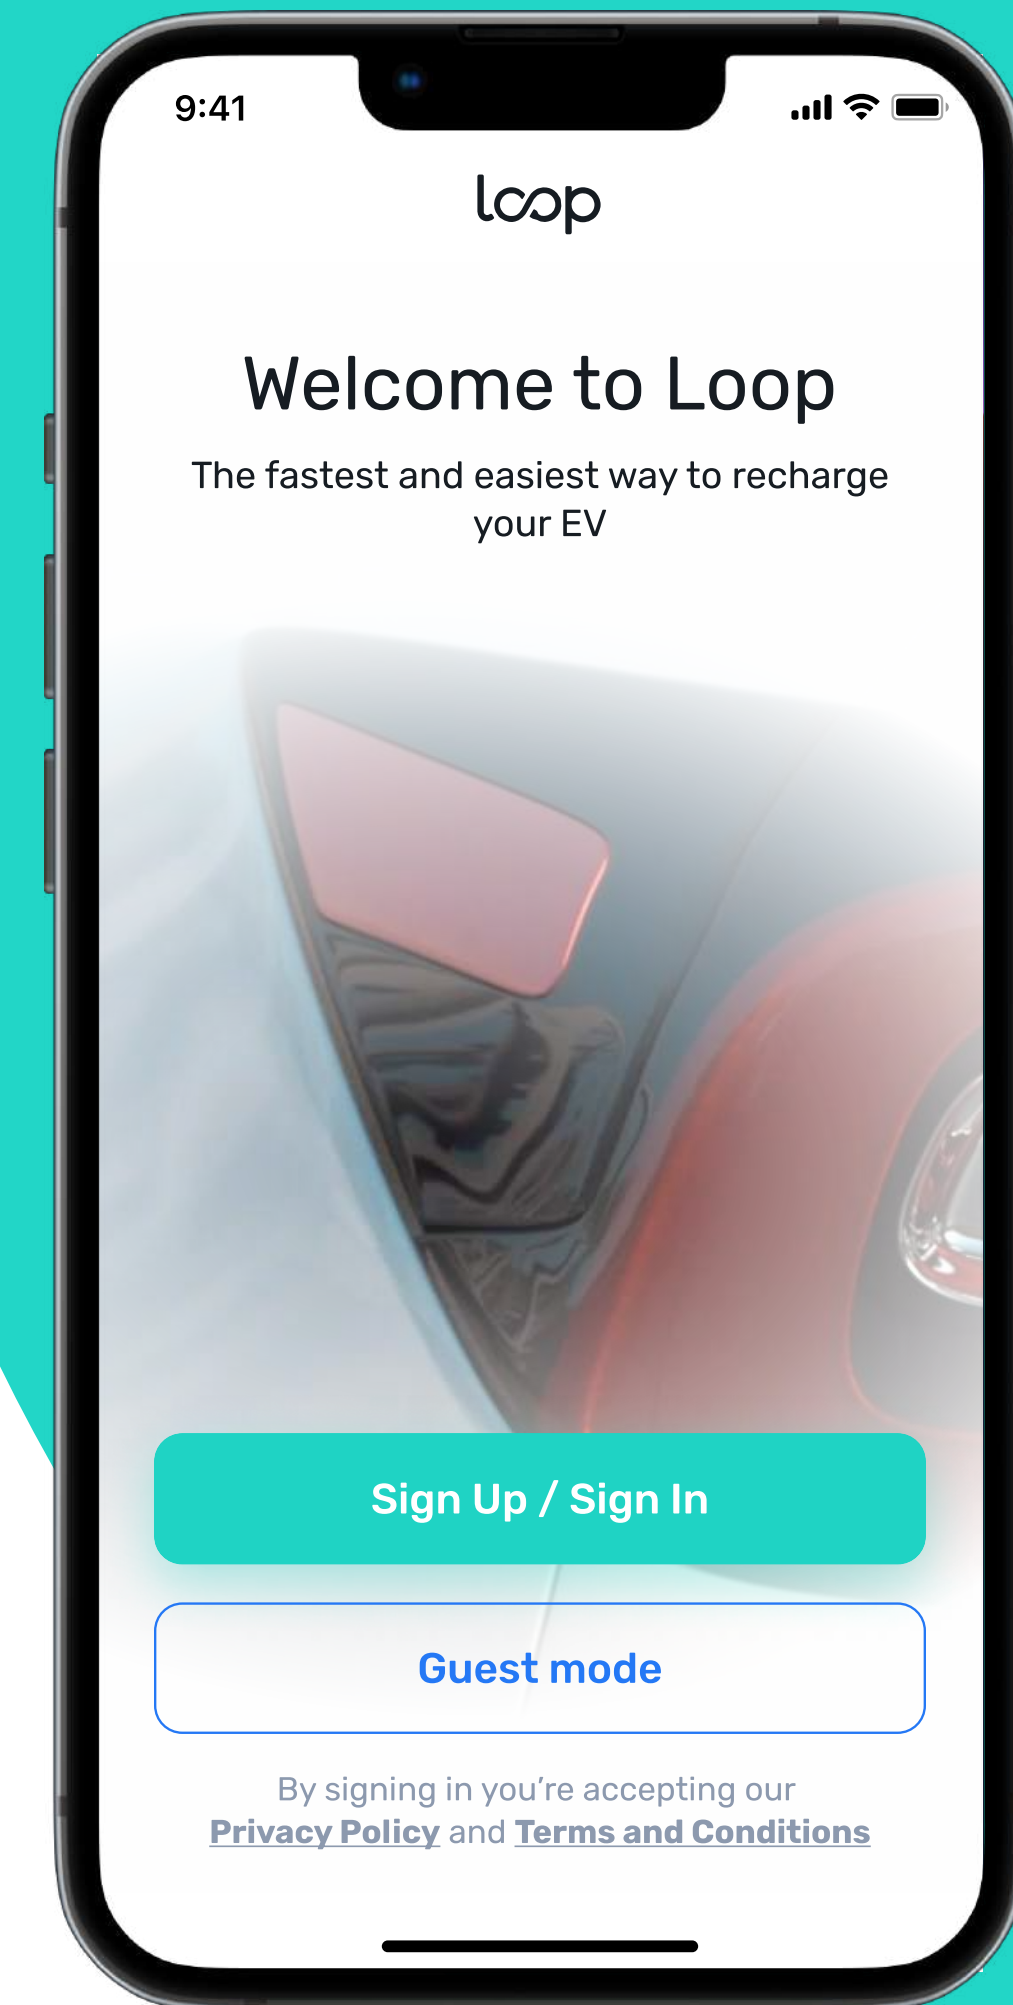 9:41
loop
Welcome to Loop
The fastest and easiest way to recharge
your EV
Sign Up / Sign In
Guest mode
By signing in you're accepting our
Privacy Policy and Terms and Conditions